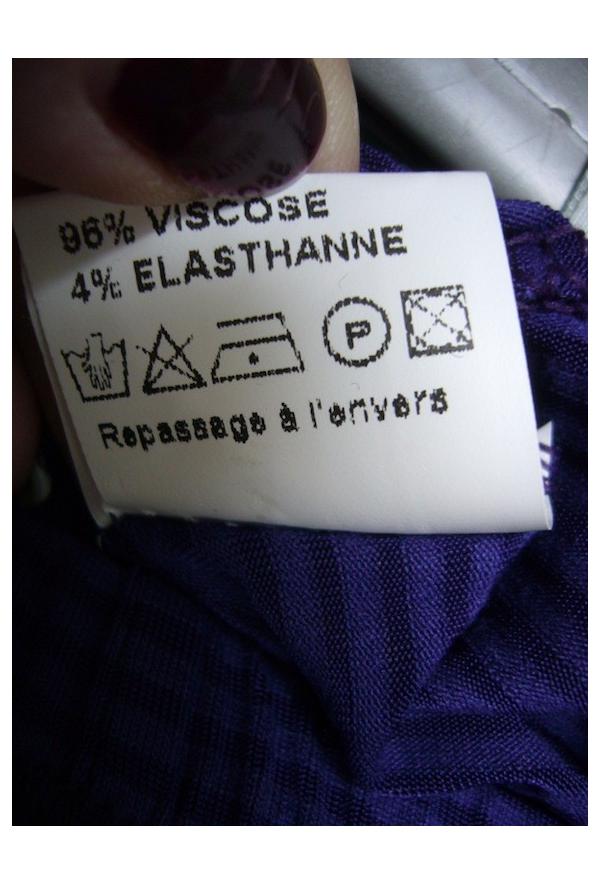 96% VISCOSE
4% ELASTHANNE
P
Repassage à l'envers